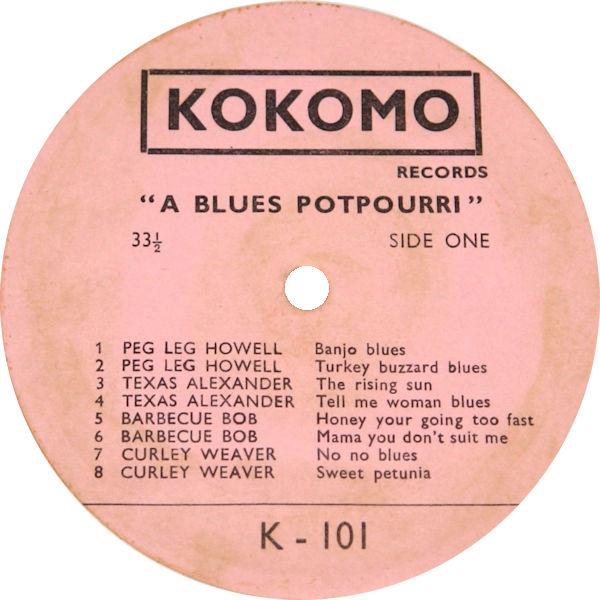 KOKOMO
RECORDS
"A BLUES POTPOURRI"
33½ SIDE ONE
1 PEG LEG HOWELL Banjo blues
2 PEG LEG HOWELL Turkey buzzard blues
3 TEXAS ALEXANDER The rising sun
4 TEXAS ALEXANDER Tell me woman blues
5 BARBECUE BOB Honey your going too fast
6 BARBECUE BOB Mama you don't suit me
7 CURLEY WEAVER No no blues
8 CURLEY WEAVER Sweet petunia
K - 101